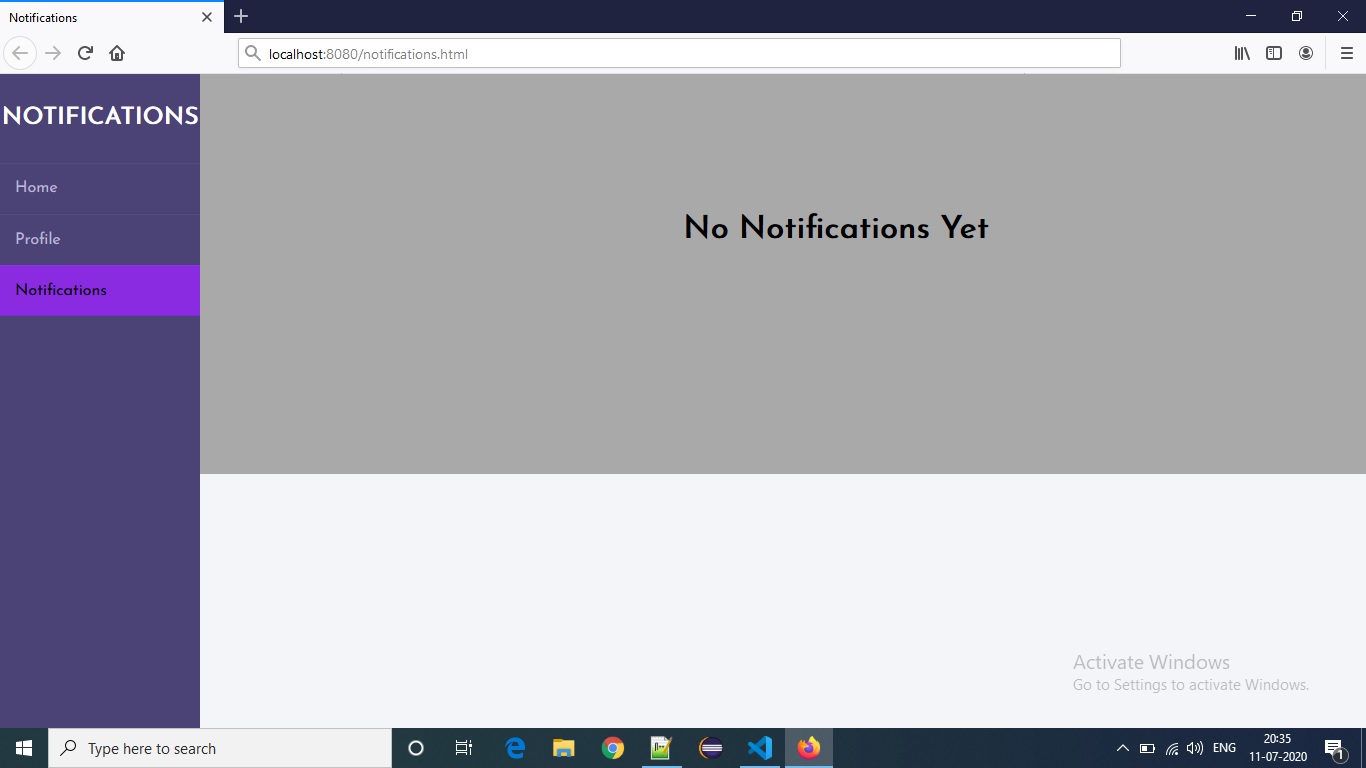 Notifications
localhost:8080/notifications.html
NOTIFICATIONS
Home
Profile
Notifications
No Notifications Yet
Activate Windows
Go to Settings to activate Windows.
Type here to search
ENG
20:35
11-07-2020
1